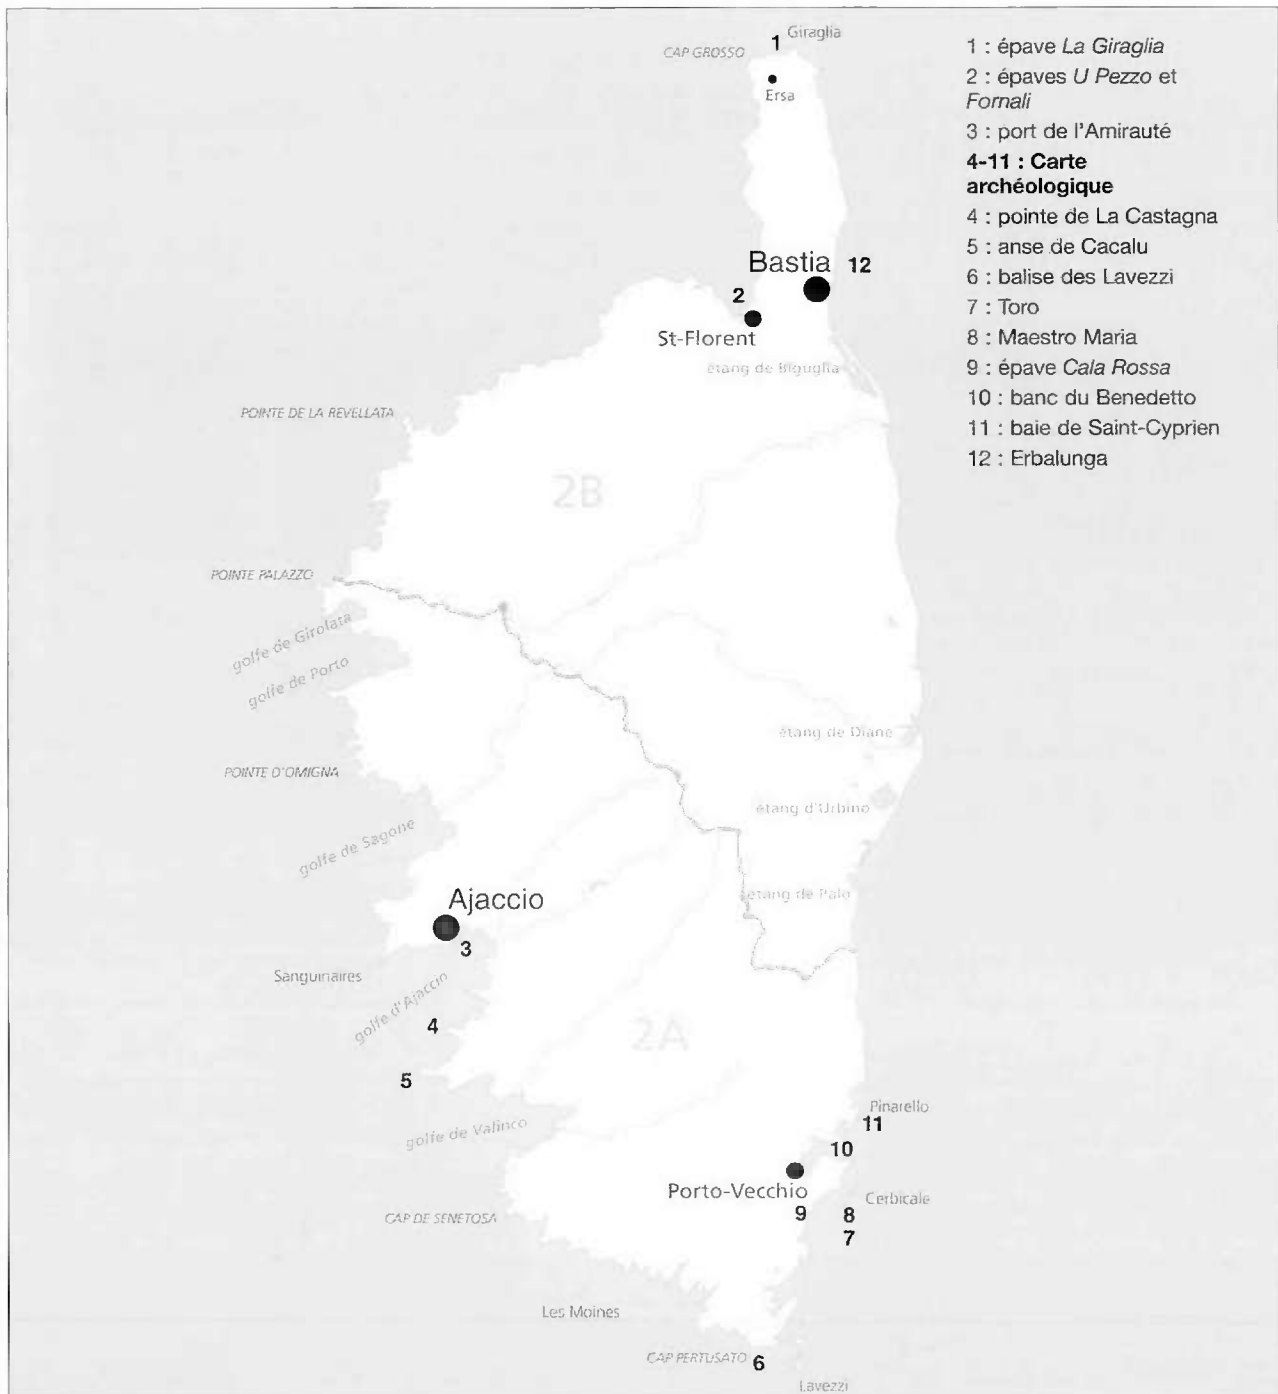 Giraglia
1
CAP GROSSO
Ersa
1 : épave La Giraglia
2 : épaves U Pezzo et
Fornali
3 : port de l'Amirauté
4-11 : Carte
archéologique
4 : pointe de La Castagna
5 : anse de Cacalu
6 : balise des Lavezzi
7 : Toro
8 : Maestro Maria
9 : épave Cala Rossa
10 : banc du Benedetto
11 : baie de Saint-Cyprien
12 : Erbalunga
Bastia 12
2
St-Florent
étang de Biguglia
POINTE DE LA REVELLATA
2B
POINTE PALAZZO
golfe de Girolata
golfe de Porto
étang de Diane
POINTE D'OMIGNA
étang d'Urbino
golfe de Sagone
étang de Palo
Ajaccio
3
Sanguinaires
golfe d'Ajaccio
4
2A
5
Pinarello
11
golfe de Valinco
10
Porto-Vecchio
Cerbicale
9
8
7
CAP DE SENETOSA
Les Moines
CAP PERTUSATO
6
Lavezzi